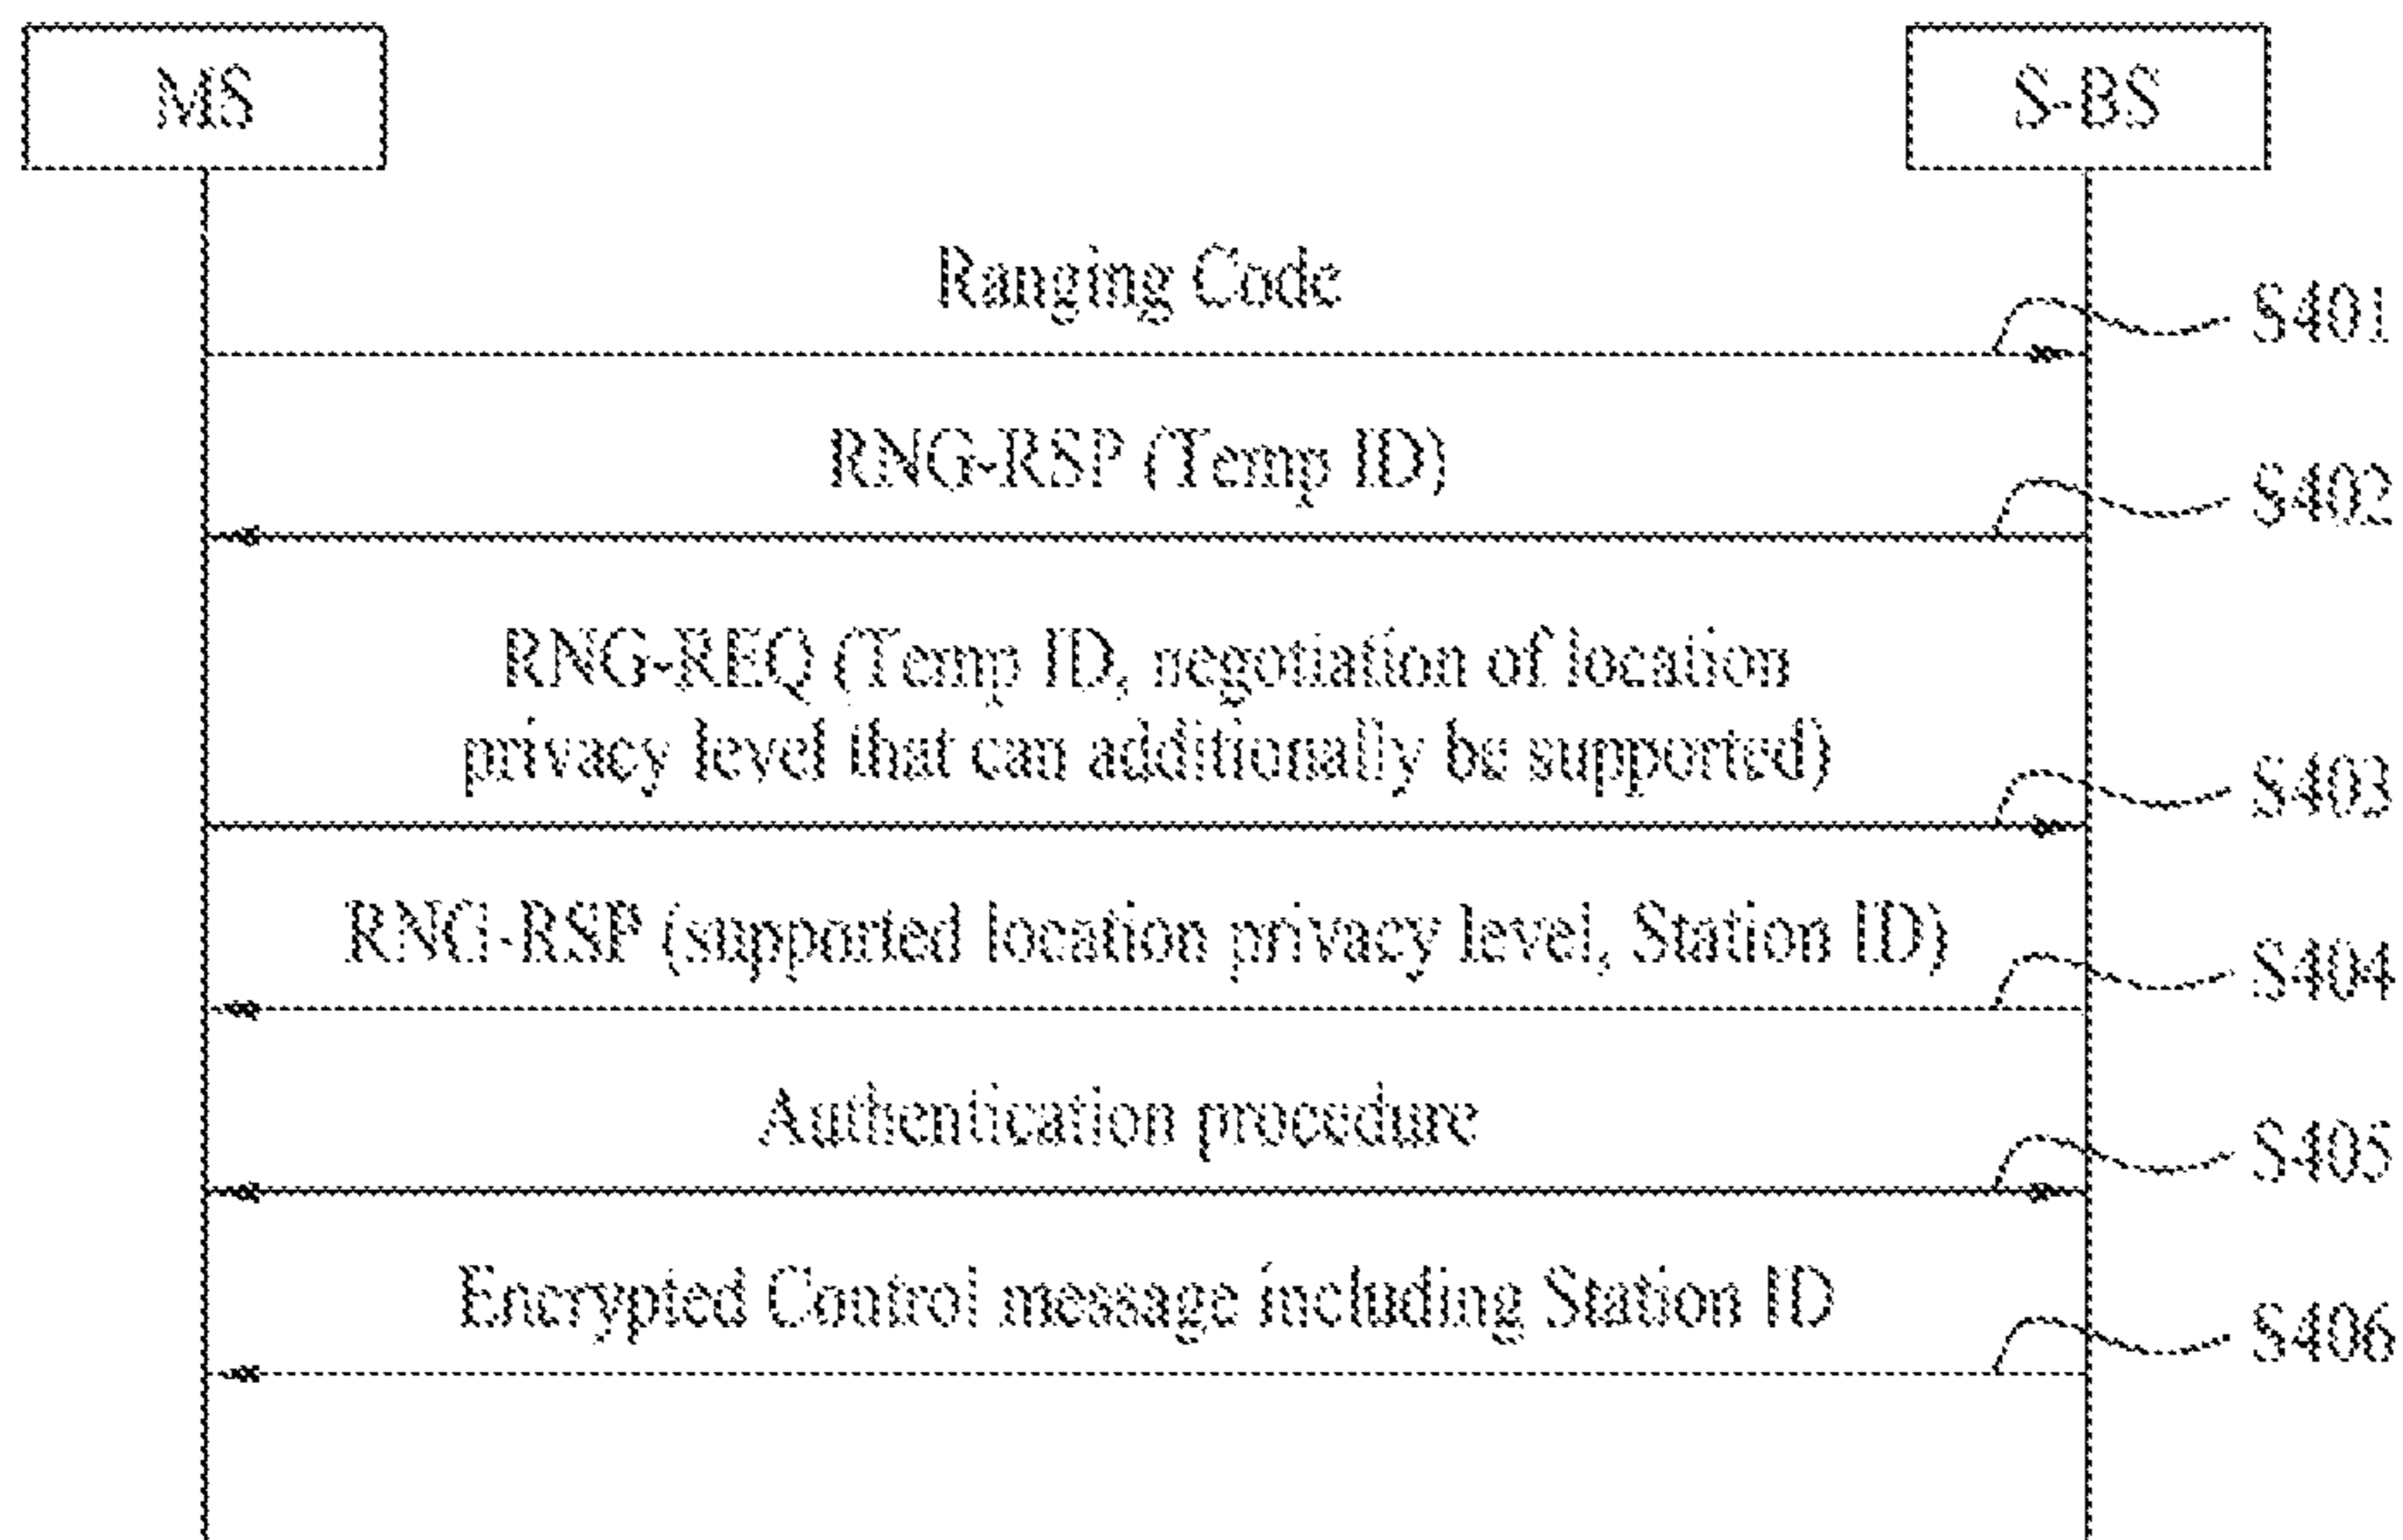 MS
S-BS
Ranging Code
S401
RNG-RSP (Temp ID)
S402
RNG-REQ (Temp ID, negotiation of location
privacy level that can additionally be supported)
S403
RNG-RSP (supported location privacy level, Station ID)
S404
Authentication procedure
S405
Encrypted Control message including Station ID
S406